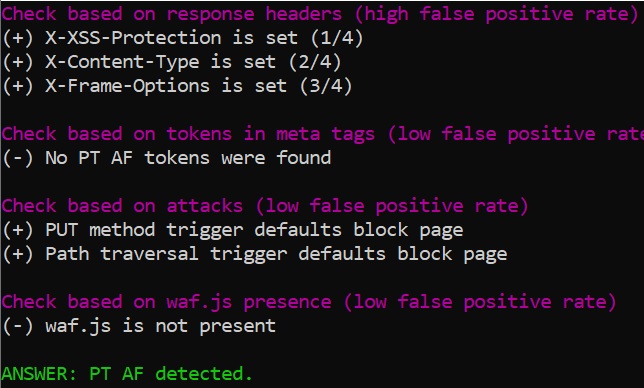 Check based on response headers (high false positive rate)
(+) X-XSS-Protection is set (1/4)
(+) X-Content-Type is set (2/4)
(+) X-Frame-Options is set (3/4)
Check based on tokens in meta tags (low false positive rate
(-) No PT AF tokens were found
Check based on attacks (low false positive rate)
(+) PUT method trigger defaults block page
(+) Path traversal trigger defaults block page
Check based on waf.js presence (low false positive rate)
(-) waf.js is not present
ANSWER: PT AF detected.